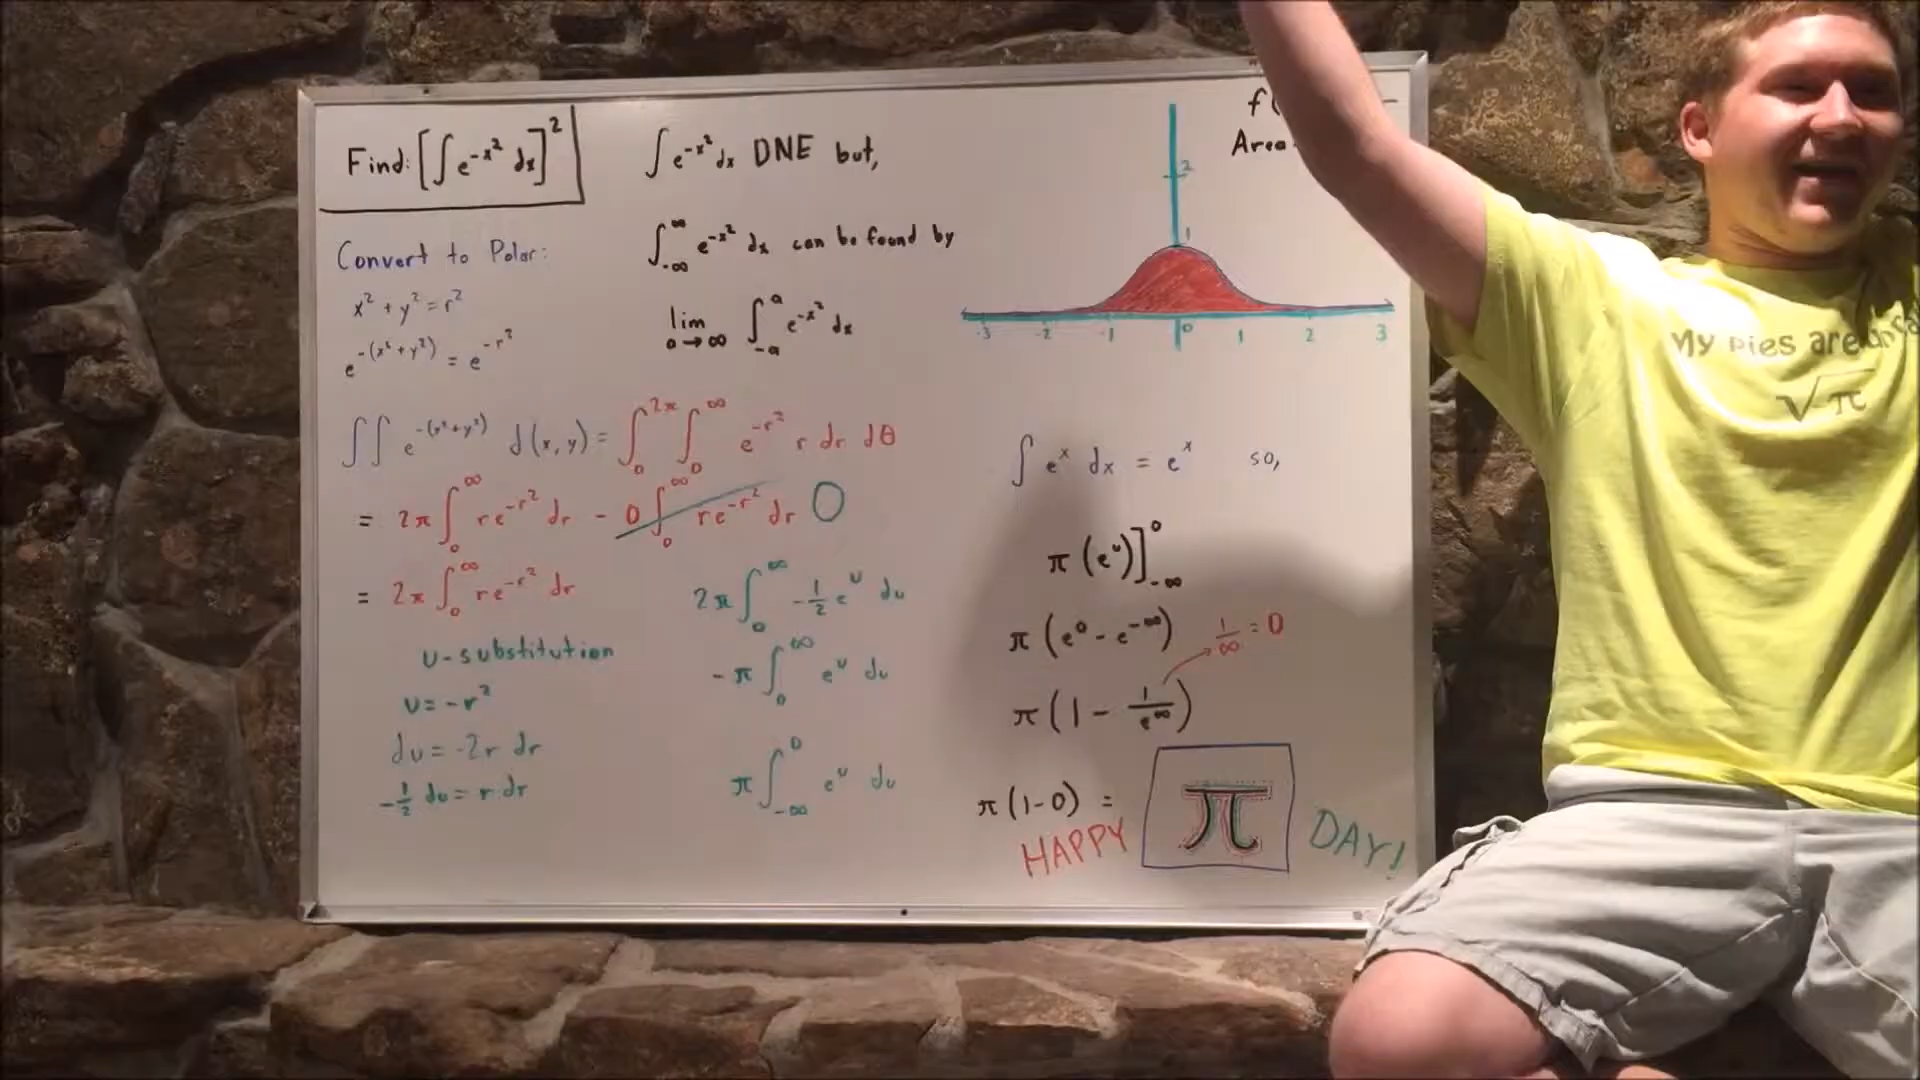 Find: [∫ e^-x² dx]²
∫ e^-x² dx DNE but,
∫_-∞^∞ e^-x² dx can be found by
lim a→∞ ∫_-a^a e^-x² dx
Convert to Polar:
x² + y² = r²
e^-(x²+y²) = e^-r²
∫∫ e^-(x²+y²) d(x,y) = ∫_0^2π ∫_0^∞ e^-r² r dr dθ
= 2π ∫_0^∞ re^-r² dr - 0 ∫_0^∞ re^-r² dr 0
= 2π ∫_0^∞ re^-r² dr
u-substitution
u = -r²
du = -2r dr
-1/2 du = r dr
2π ∫_0^∞ -1/2 e^u du
-π ∫_0^∞ e^u du
π ∫_-∞^0 e^u du
f(
Area
2
1
-3 -2 -1 0 1 2 3
∫ e^x dx = e^x so,
π (e^u)]_-∞^0
π (e^0 - e^-∞) 1/∞ = 0
π (1 - 1/e^∞)
π (1-0) = π
HAPPY DAY!
My pies are
√π